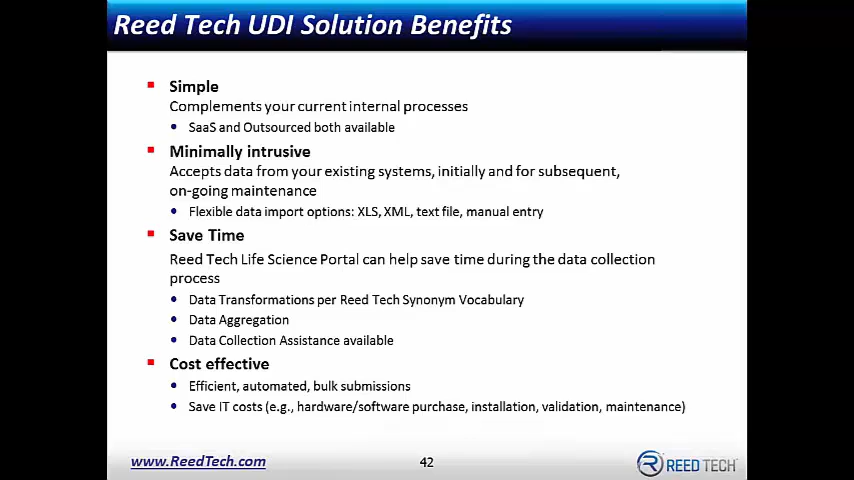 Reed Tech UDI Solution Benefits
Simple
Complements your current internal processes
SaaS and Outsourced both available
Minimally intrusive
Accepts data from your existing systems, initially and for subsequent,
on-going maintenance
Flexible data import options: XLS, XML, text file, manual entry
Save Time
Reed Tech Life Science Portal can help save time during the data collection
process
Data Transformations per Reed Tech Synonym Vocabulary
Data Aggregation
Data Collection Assistance available
Cost effective
Efficient, automated, bulk submissions
Save IT costs (e.g., hardware/software purchase, installation, validation, maintenance)
www.ReedTech.com
42
REED TECH